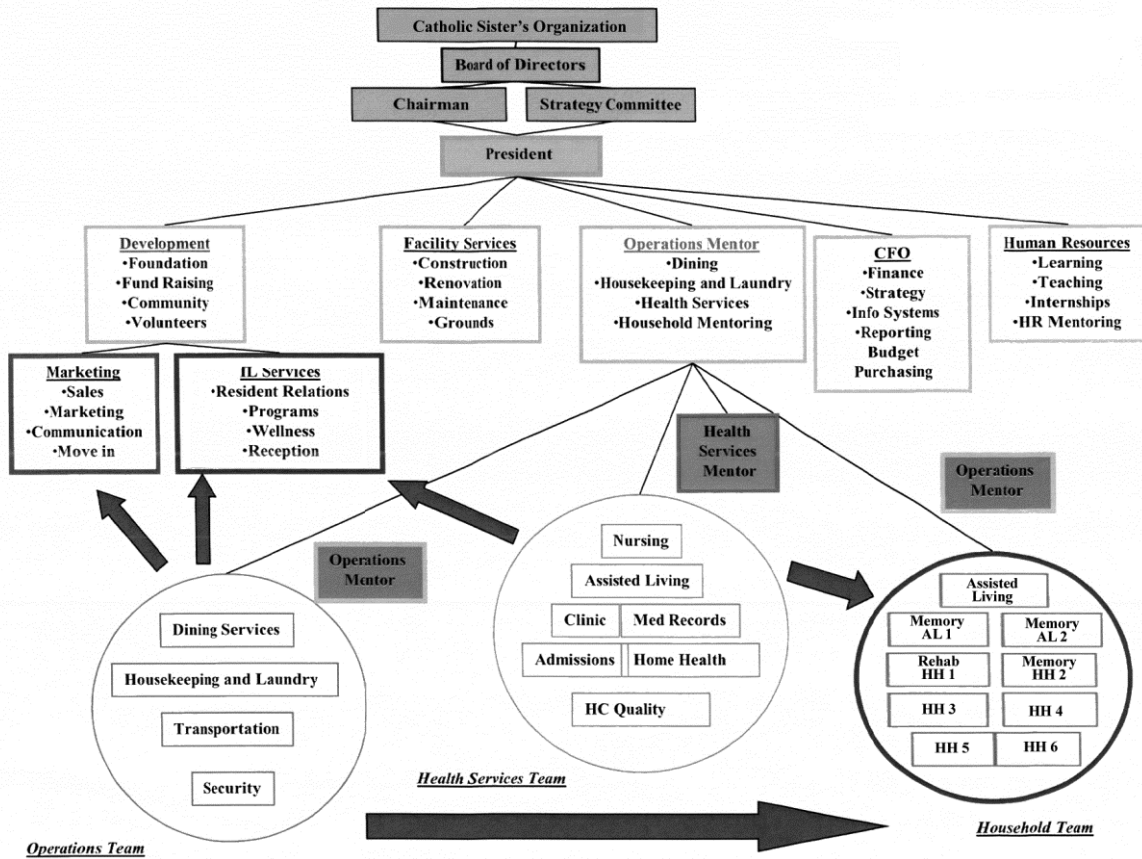 Catholic Sister's Organization
Board of Directors
Chairman
Strategy Committee
President
Development
•Foundation
•Fund Raising
•Community
•Volunteers
Facility Services
•Construction
•Renovation
•Maintenance
•Grounds
Operations Mentor
•Dining
•Housekeeping and Laundry
•Health Services
•Household Mentoring
CFO
•Finance
•Strategy
•Info Systems
•Reporting
Budget
Purchasing
Human Resources
•Learning
•Teaching
•Internships
•HR Mentoring
Marketing
•Sales
•Marketing
•Communication
•Move in
IL Services
•Resident Relations
•Programs
•Wellness
•Reception
Health
Services
Mentor
Operations
Mentor
Operations
Mentor
Dining Services
Housekeeping and Laundry
Transportation
Security
Operations Team
Nursing
Assisted Living
Clinic
Med Records
Admissions
Home Health
HC Quality
Health Services Team
Assisted
Living
Memory
AL 1
Memory
AL 2
Rehab
HH 1
Memory
HH 2
HH 3
HH 4
HH 5
HH 6
Household Team